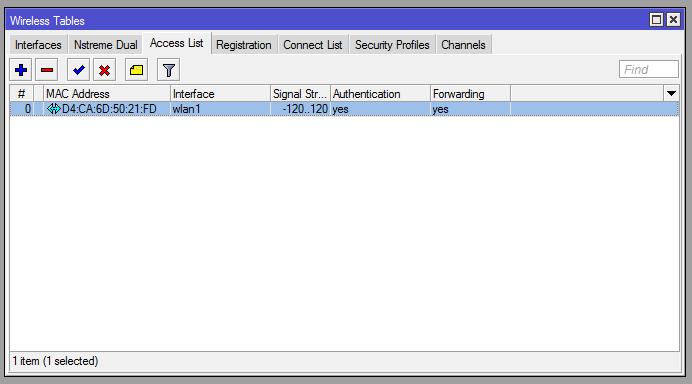 Wireless Tables
Interfaces Nstreme Dual Access List Registration Connect List Security Profiles Channels
Find
# MAC Address Interface Signal Str... Authentication Forwarding
0 D4:CA:6D:50:21:FD wlan1 -120..120 yes yes
1 item (1 selected)